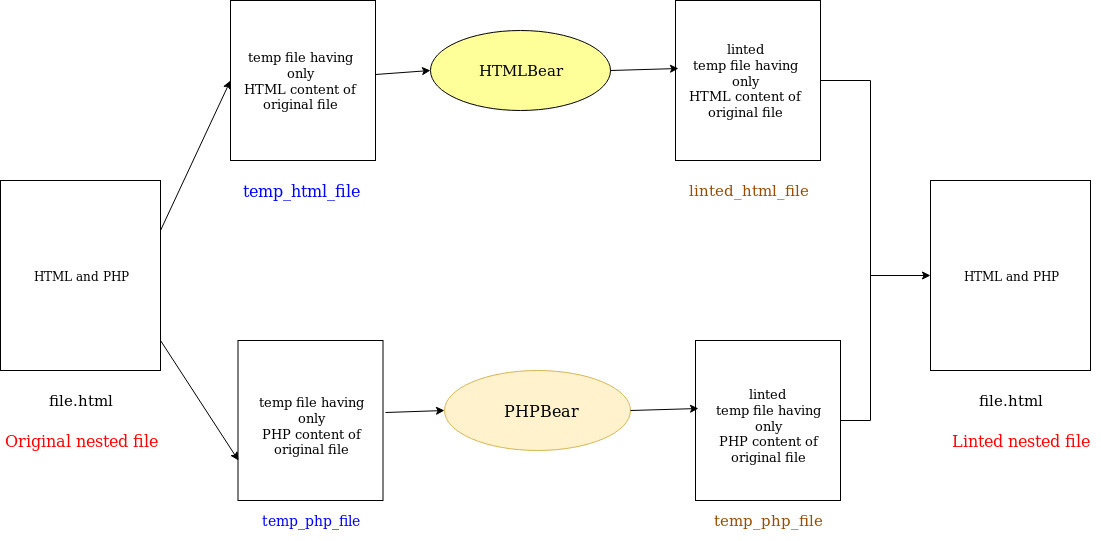 temp file having
only
HTML content of
original file
HTMLBear
linted
temp file having
only
HTML content of
original file
temp_html_file
linted_html_file
HTML and PHP
HTML and PHP
file.html
file.html
Original nested file
Linted nested file
temp file having
only
PHP content of
original file
PHPBear
linted
temp file having
only
PHP content of
original file
temp_php_file
temp_php_file